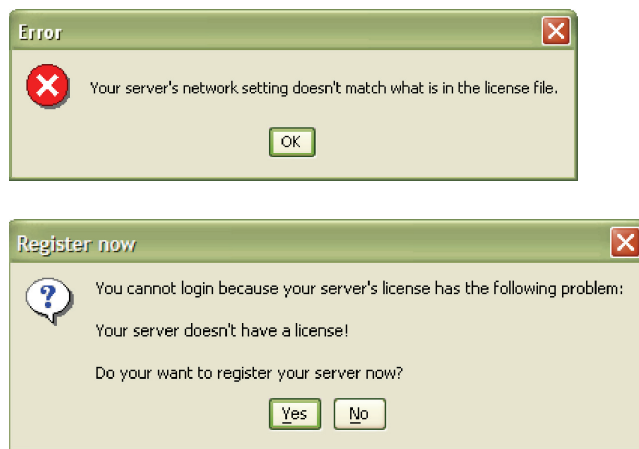 Error
Your server's network setting doesn't match what is in the license file.
OK
Register now
You cannot login because your server's license has the following problem:
Your server doesn't have a license!
Do your want to register your server now?
Yes No